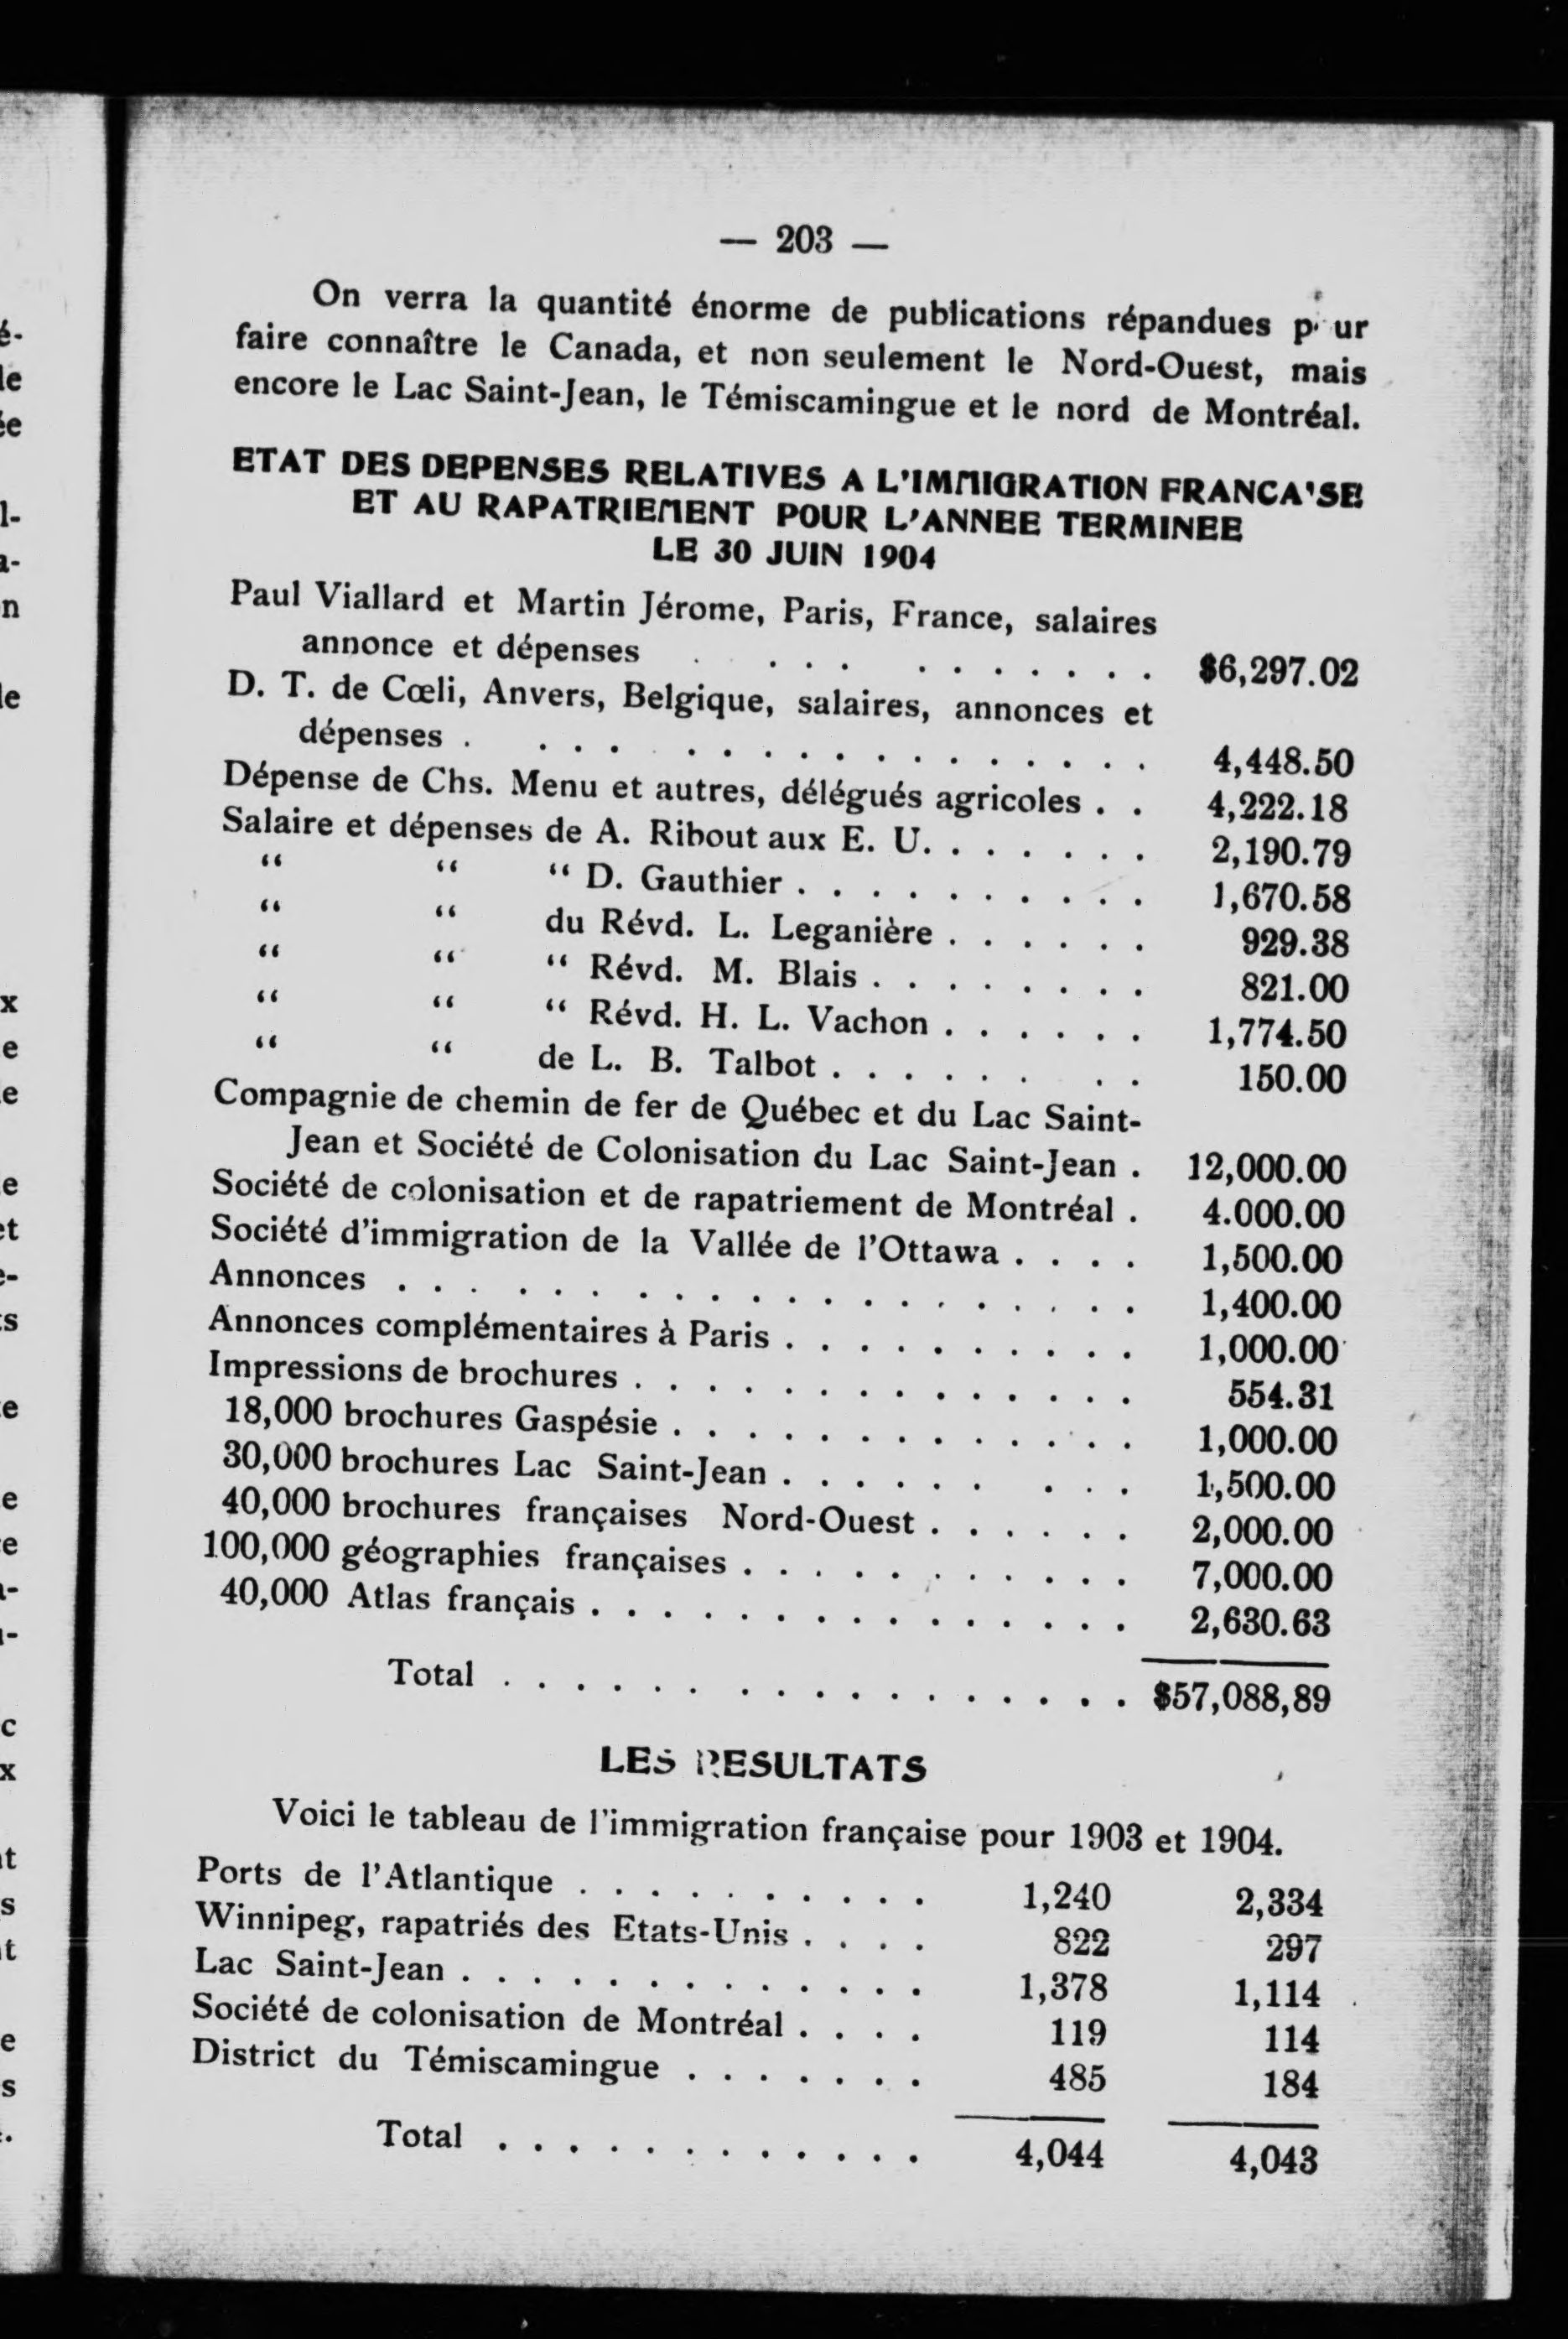 — 203 —
On verra la quantité énorme de publications répandues p ur
faire connaître le Canada, et non seulement le Nord-Ouest, mais
encore le Lac Saint-Jean, le Témiscamingue et le nord de Montréal.
ETAT DES DEPENSES RELATIVES A L'IMMIGRATION FRANCA'SE
ET AU RAPATRIEMENT POUR L'ANNEE TERMINEE
LE 30 JUIN 1904
Paul Viallard et Martin Jérome, Paris, France, salaires
annonce et dépenses . . . . . . . . . . . $6,297.02
D. T. de Cœli, Anvers, Belgique, salaires, annonces et
dépenses . . . . . . . . . . . . . . . . . 4,448.50
Dépense de Chs. Menu et autres, délégués agricoles . . 4,222.18
Salaire et dépenses de A. Ribout aux E. U. . . . . . . 2,190.79
“ “ “ D. Gauthier . . . . . . . . . . 1,670.58
“ “ du Révd. L. Leganière . . . . . . 929.38
“ “ “ Révd. M. Blais . . . . . . . . 821.00
“ “ “ Révd. H. L. Vachon . . . . . . 1,774.50
“ “ de L. B. Talbot . . . . . . . . 150.00
Compagnie de chemin de fer de Québec et du Lac Saint-
Jean et Société de Colonisation du Lac Saint-Jean . 12,000.00
Société de colonisation et de rapatriement de Montréal . 4.000.00
Société d'immigration de la Vallée de l'Ottawa . . . . 1,500.00
Annonces . . . . . . . . . . . . . . . . . . . 1,400.00
Annonces complémentaires à Paris . . . . . . . . . . 1,000.00
Impressions de brochures . . . . . . . . . . . . . . 554.31
18,000 brochures Gaspésie . . . . . . . . . . . . . 1,000.00
30,000 brochures Lac Saint-Jean . . . . . . . . . 1,500.00
40,000 brochures françaises Nord-Ouest . . . . . . 2,000.00
100,000 géographies françaises . . . . . . . . . . . 7,000.00
40,000 Atlas français . . . . . . . . . . . . . . . 2,630.63
Total . . . . . . . . . . . . . . . . . $57,088,89
LES RESULTATS
Voici le tableau de l'immigration française pour 1903 et 1904.
Ports de l'Atlantique . . . . . . . . . . 1,240 2,334
Winnipeg, rapatriés des Etats-Unis . . . . 822 297
Lac Saint-Jean . . . . . . . . . . . . . 1,378 1,114
Société de colonisation de Montréal . . . . 119 114
District du Témiscamingue . . . . . . . 485 184
Total . . . . . . . . . . . . 4,044 4,043